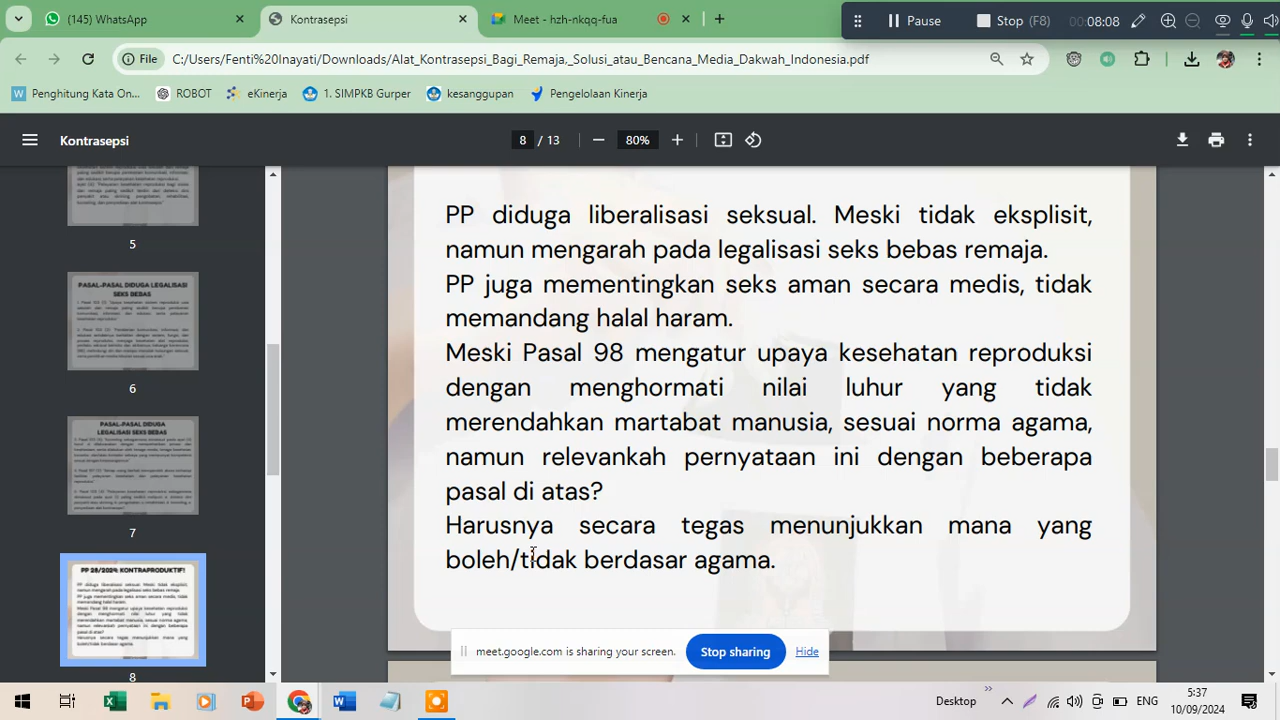 (145) WhatsApp
Kontrasepsi
Meet - hzh-nkqq-fua
Pause
Stop (F8)
00:08:08
File
C:/Users/Fenti%20Inayati/Downloads/Alat_Kontrasepsi_Bagi_Remaja,_Solusi_atau_Bencana_Media_Dakwah_Indonesia.pdf
Penghitung Kata On...
ROBOT
eKinerja
1. SIMPKB Gurper
kesanggupan
Pengelolaan Kinerja
Kontrasepsi
8 / 13
80%
5
PASAL-PASAL DIDUGA LEGALISASI
SEKS BEBAS
6
PASAL-PASAL DIDUGA
LEGALISASI SEKS BEBAS
7
PP 28/2024: KONTRAPRODUKTIF!
8
PP diduga liberalisasi seksual. Meski tidak eksplisit,
namun mengarah pada legalisasi seks bebas remaja.
PP juga mementingkan seks aman secara medis, tidak
memandang halal haram.
Meski Pasal 98 mengatur upaya kesehatan reproduksi
dengan menghormati nilai luhur yang tidak
merendahkan martabat manusia, sesuai norma agama,
namun relevankah pernyataan ini dengan beberapa
pasal di atas?
Harusnya secara tegas menunjukkan mana yang
boleh/tidak berdasar agama.
meet.google.com is sharing your screen.
Stop sharing
Hide
Desktop
ENG
5:37
10/09/2024